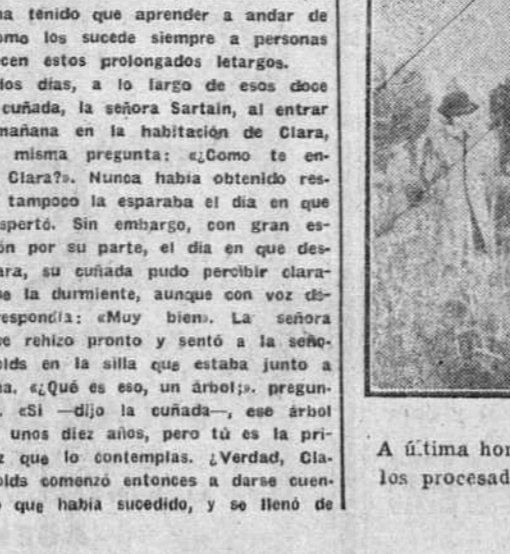 ha tenido que aprender a andar de
omo los sucede siempre a personas
cen estos prolongados letargos.
los días, a lo largo de esos doce
cuñada, la señora Sartain, al entrar
mañana en la habitación de Clara,
misma pregunta: «¿Como te en-
Clara?». Nunca había obtenido res-
tampoco la esparaba el día en que
spertó. Sin embargo, con gran es-
ón por su parte, el día en que des-
ara, su cuñada pudo percibir clara-
e la durmiente, aunque con voz dé-
espondía: «Muy bien». La señora
se rehizo pronto y sentó a la seño-
olds en la silla que estaba junto a
na. «¿Qué es eso, un árbol¡». pregun-
. «Si —dijo la cuñada—, ese árbol
unos diez años, pero tú es la pri-
z que lo contemplas. ¿Verdad, Cla-
olds comenzó entonces a darse cuen-
o que había sucedido, y se llenó de
A última hor
los procesad